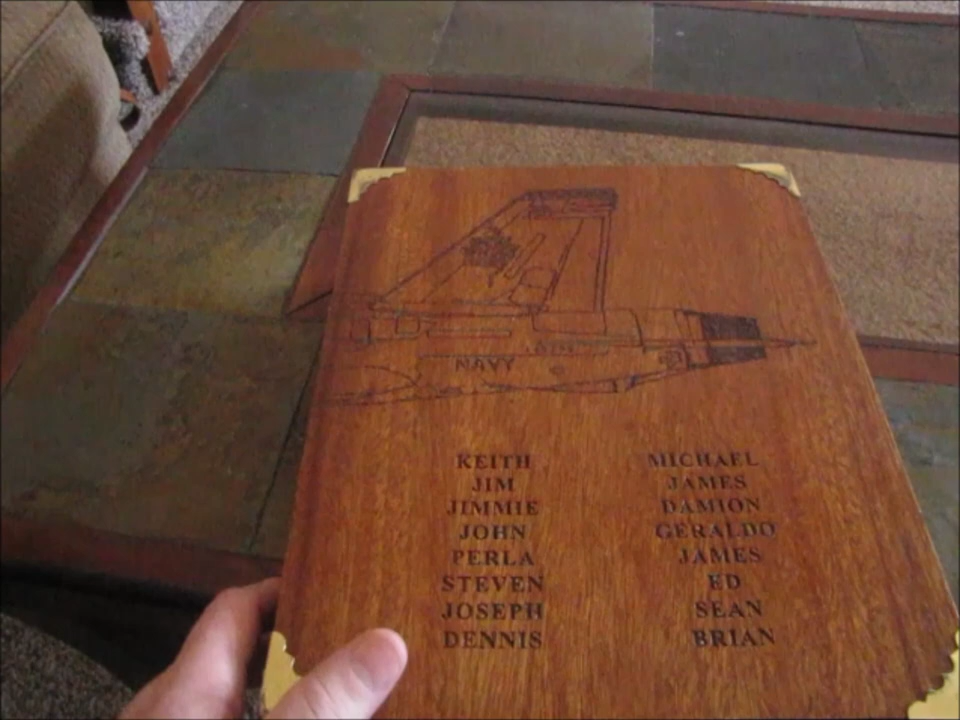 NAVY
KEITH
JIM
JIMMIE
JOHN
PERLA
STEVEN
JOSEPH
DENNIS
MICHAEL
JAMES
DAMION
GERALDO
JAMES
ED
SEAN
BRIAN